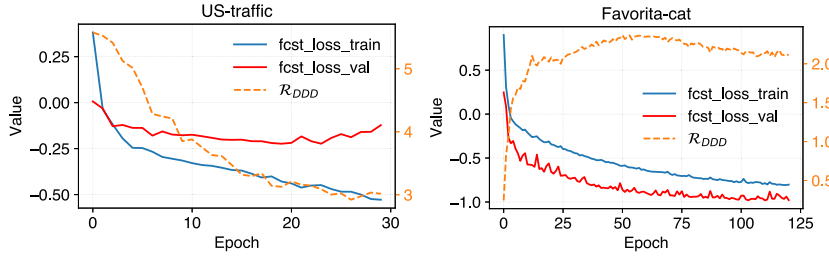 US-traffic
0.25
0.00
−0.25
−0.50
Value
fcst_loss_train
fcst_loss_val
R_DDD
5
4
3
0
10
20
30
Epoch
Favorita-cat
0.5
0.0
−0.5
−1.0
Value
fcst_loss_train
fcst_loss_val
R_DDD
2.0
1.5
1.0
0.5
0
25
50
75
100
125
Epoch